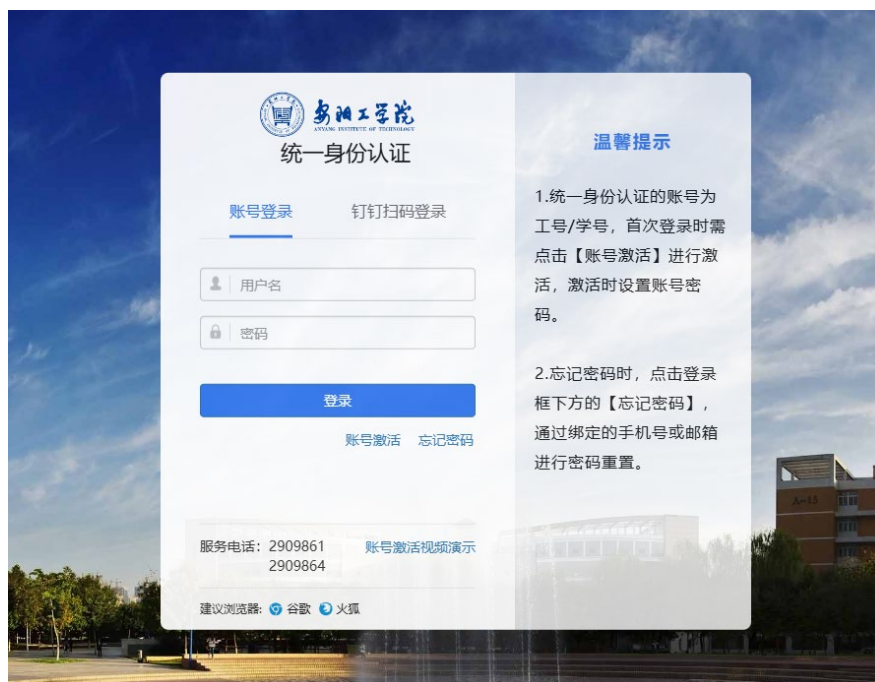 安阳工学院
ANYANG INSTITUTE OF TECHNOLOGY
统一身份认证
账号登录 钉钉扫码登录
用户名
密码
登录
账号激活 忘记密码
服务电话：2909861 账号激活视频演示
2909864
建议浏览器: 谷歌 火狐
温馨提示
1.统一身份认证的账号为
工号/学号，首次登录时需
点击【账号激活】进行激
活，激活时设置账号密
码。
2.忘记密码时，点击登录
框下方的【忘记密码】，
通过绑定的手机号或邮箱
进行密码重置。